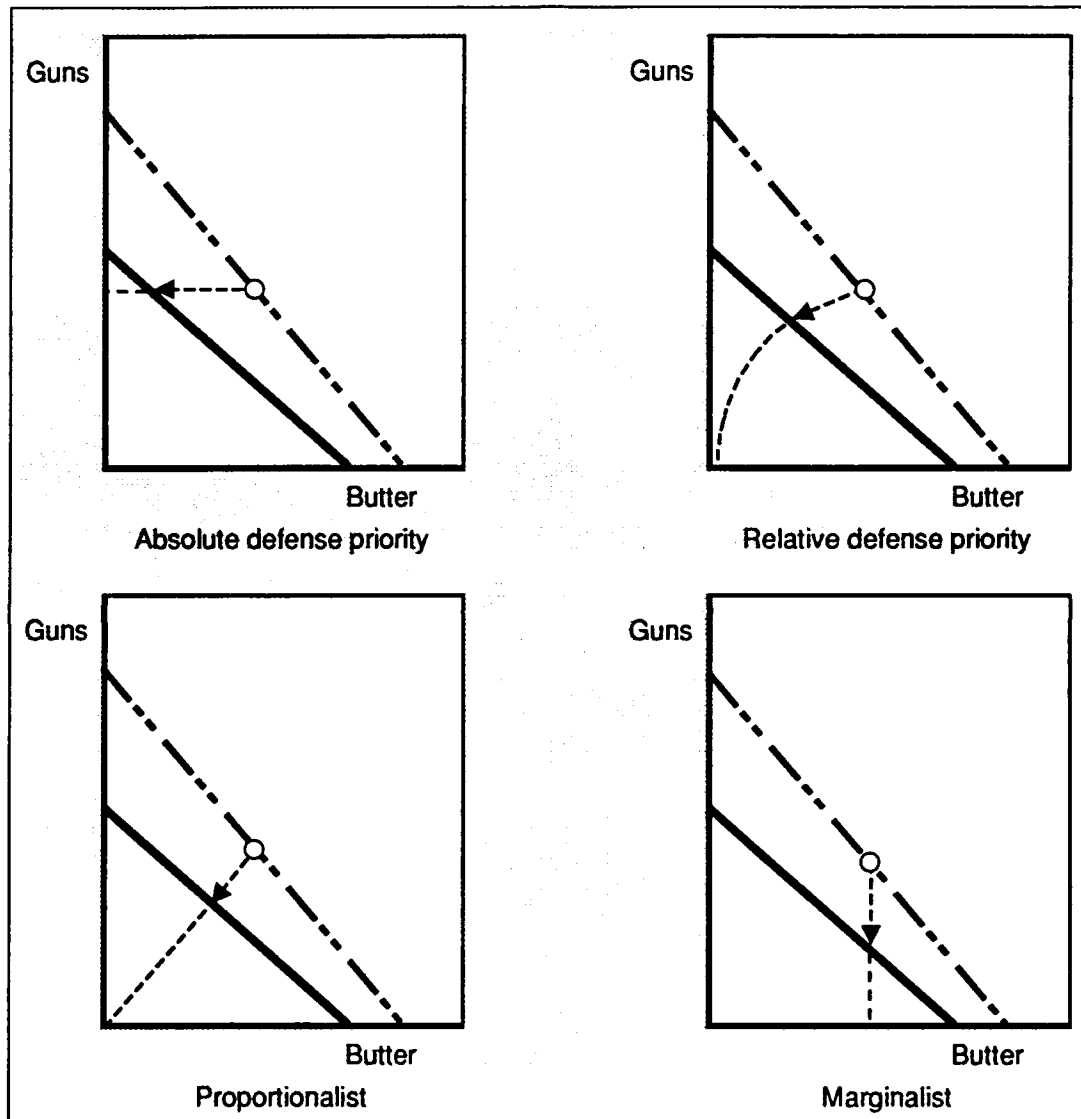 Guns
Guns
Butter
Butter
Absolute defense priority
Relative defense priority
Guns
Guns
Butter
Butter
Proportionalist
Marginalist